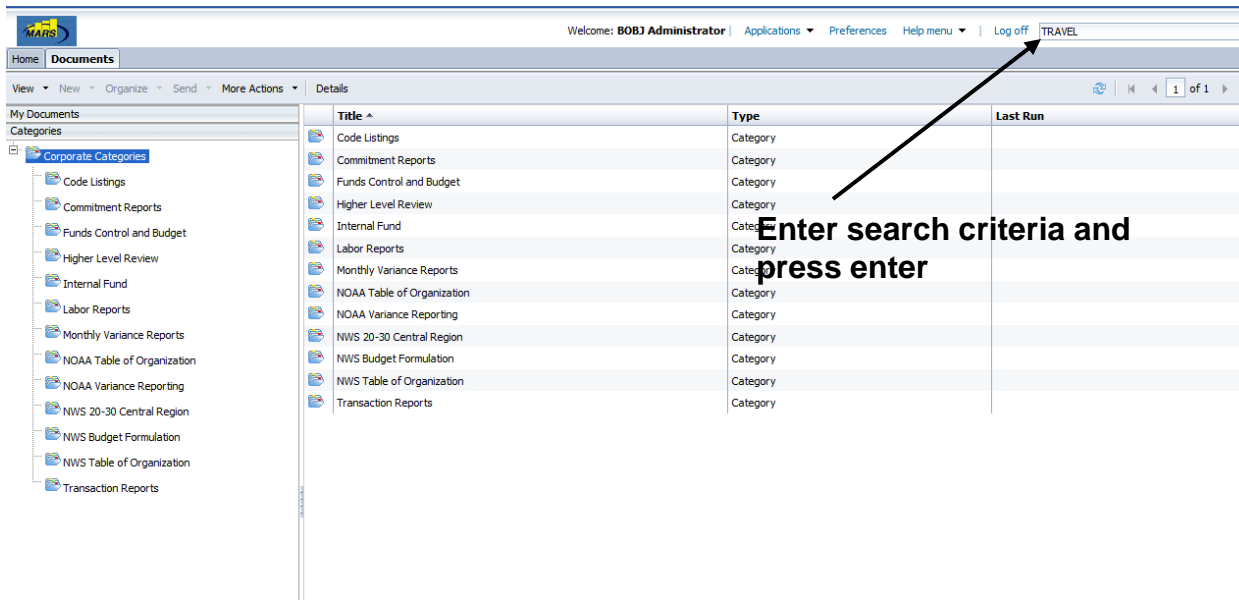 MARS
Welcome: BOBJ Administrator | Applications Preferences Help menu | Log off TRAVEL
Home Documents
View New Organize Send More Actions Details 1 of 1
My Documents
Categories
Corporate Categories
Code Listings
Commitment Reports
Funds Control and Budget
Higher Level Review
Internal Fund
Labor Reports
Monthly Variance Reports
NOAA Table of Organization
NOAA Variance Reporting
NWS 20-30 Central Region
NWS Budget Formulation
NWS Table of Organization
Transaction Reports
Title Type Last Run
Code Listings Category
Commitment Reports Category
Funds Control and Budget Category
Higher Level Review Category
Internal Fund Category
Labor Reports Category
Monthly Variance Reports Category
NOAA Table of Organization Category
NOAA Variance Reporting Category
NWS 20-30 Central Region Category
NWS Budget Formulation Category
NWS Table of Organization Category
Transaction Reports Category
Enter search criteria and
press enter